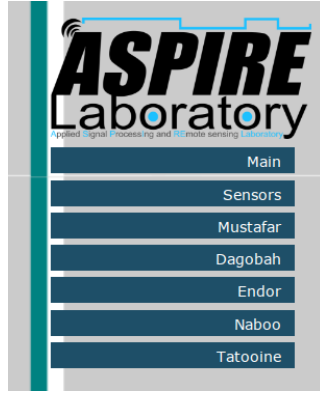 ASPIRE
Laboratory
Applied Signal Processing and REmote sensing Laboratory
Main
Sensors
Mustafar
Dagobah
Endor
Naboo
Tatooine